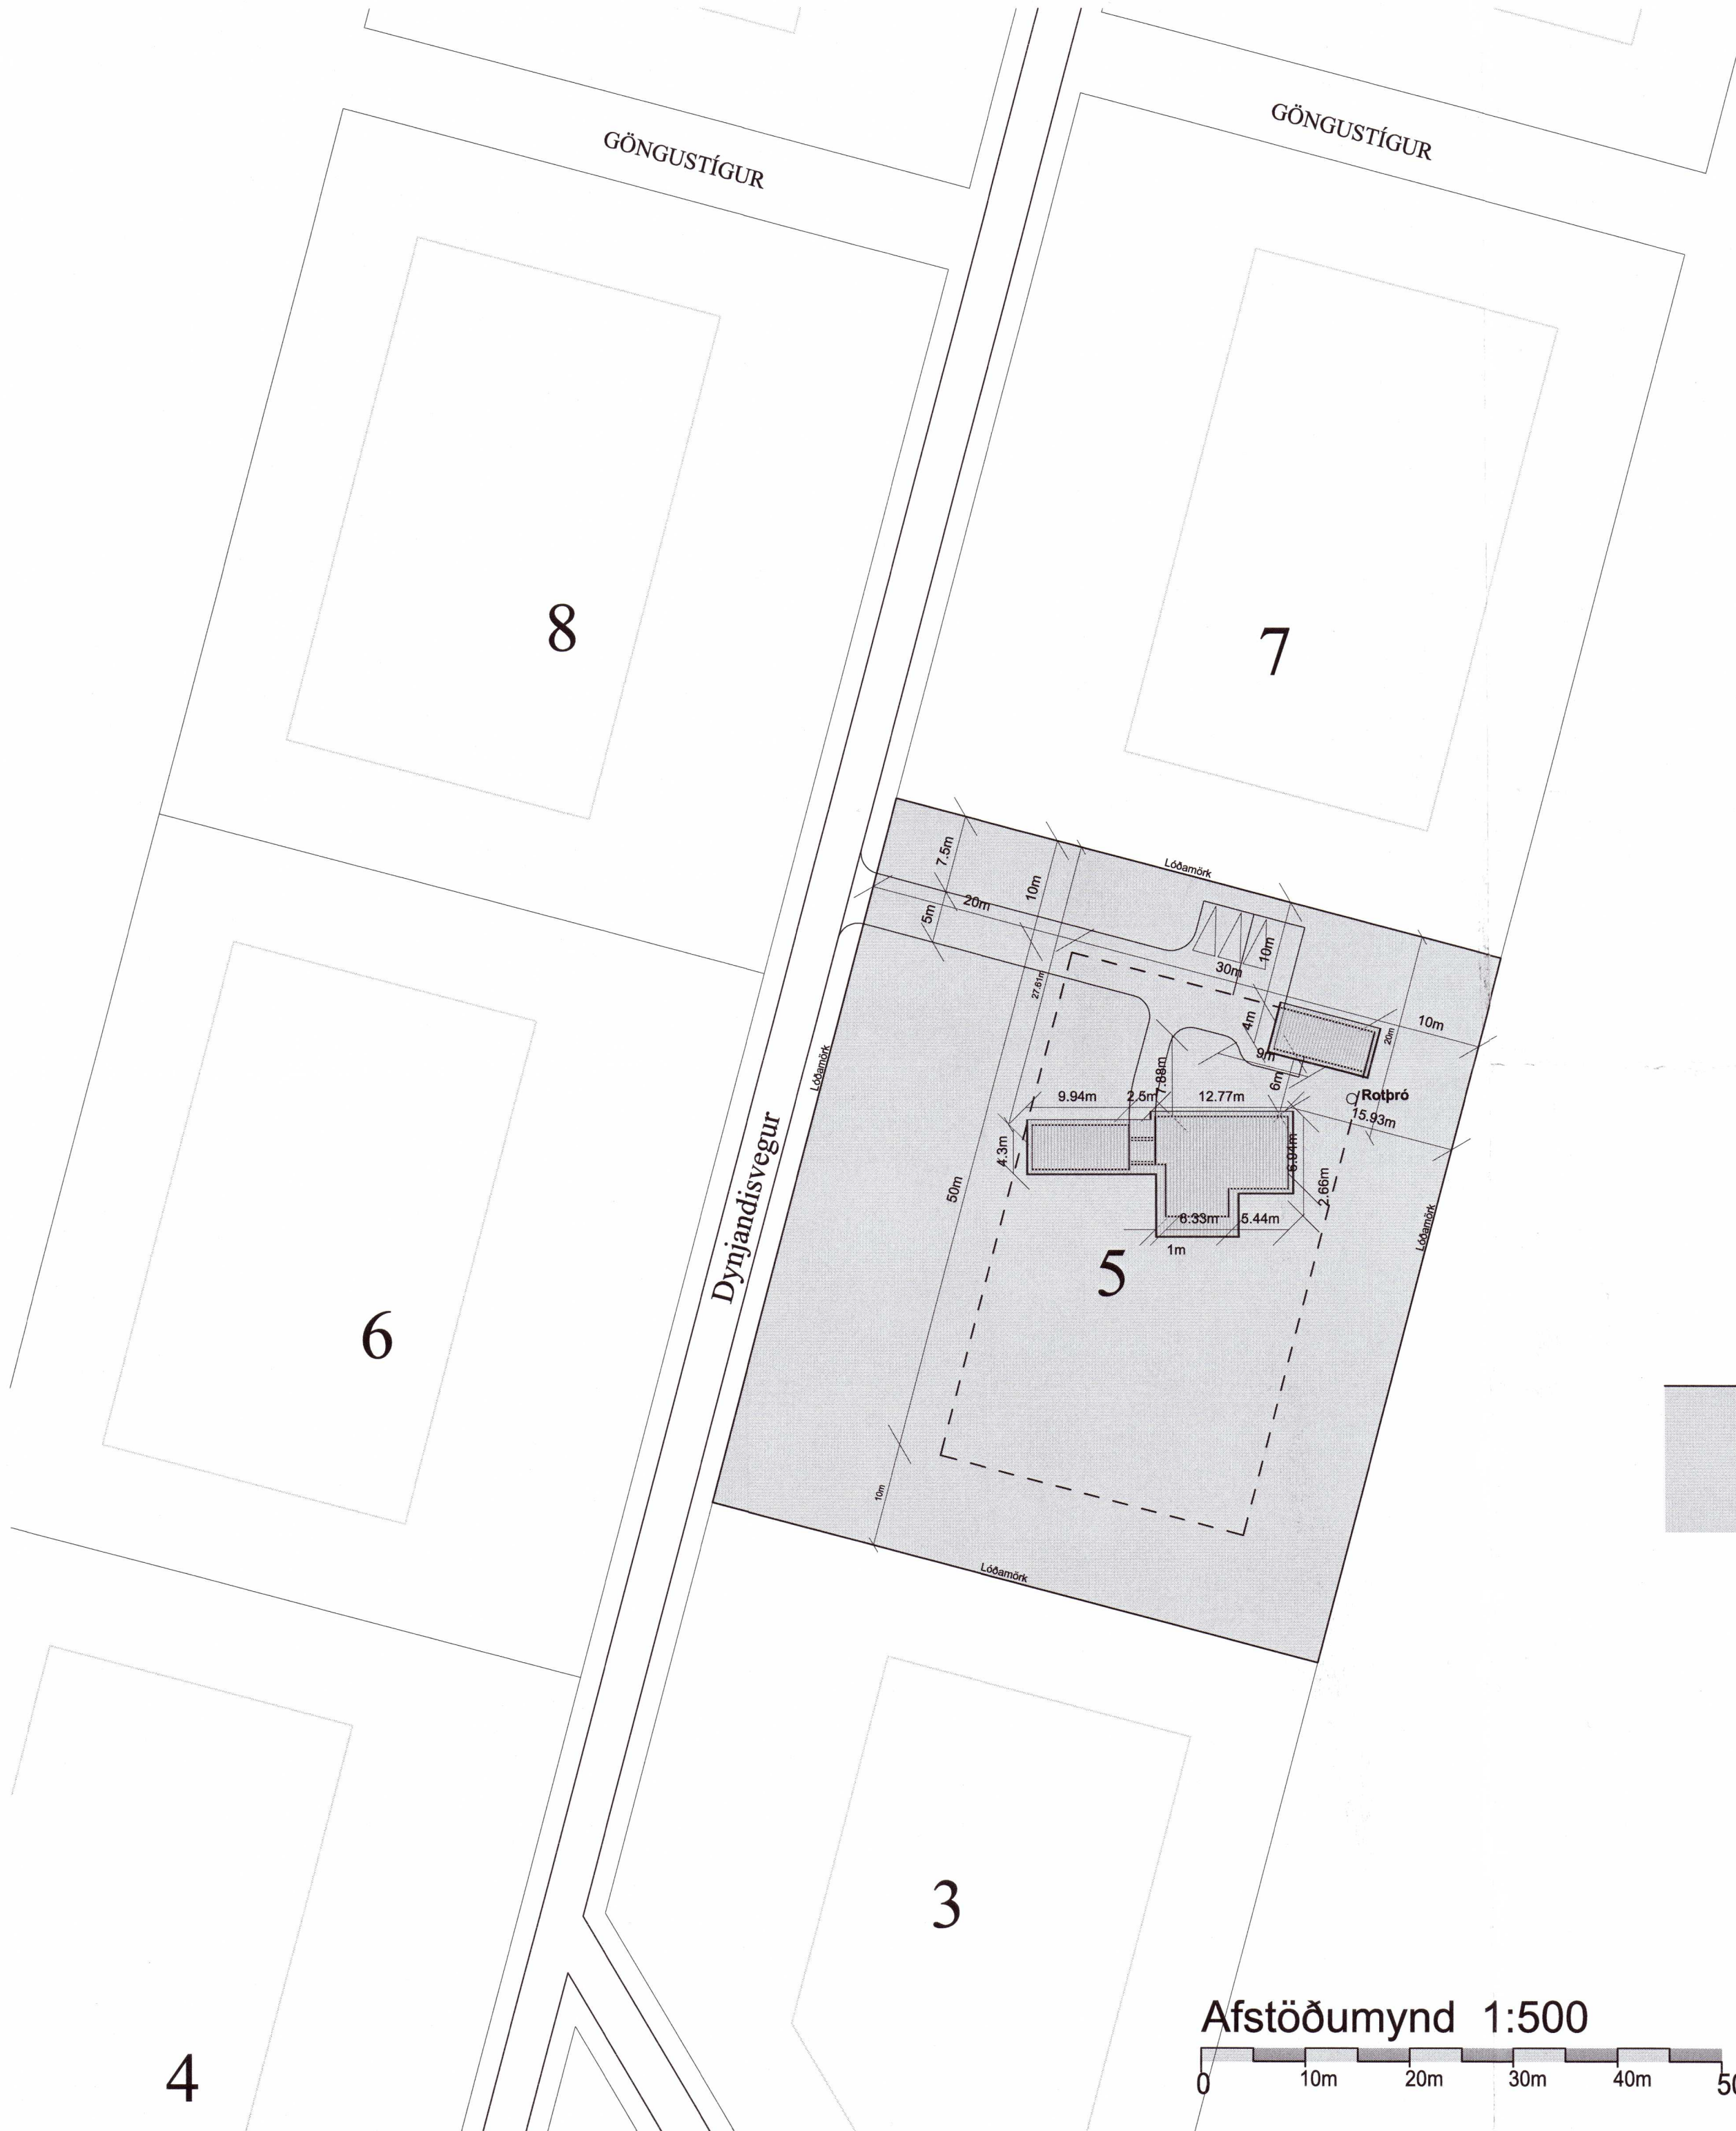 GÖNGUSTÍGUR
GÖNGUSTÍGUR
8
7
7.5m
10m
Lóðamörk
20m
5m
10m
30m
27.61m
10m
4m
20m
9m
7.88m
6m
Lóðamörk
9.94m
2.5m
12.77m
Rotþró
15.93m
4.3m
6.94m
2.66m
50m
Dynjandisvegur
6.33m
5.44m
Lóðamörk
1m
5
6
10m
Lóðamörk
3
Afstöðumynd 1:500
0 10m 20m 30m 40m
4